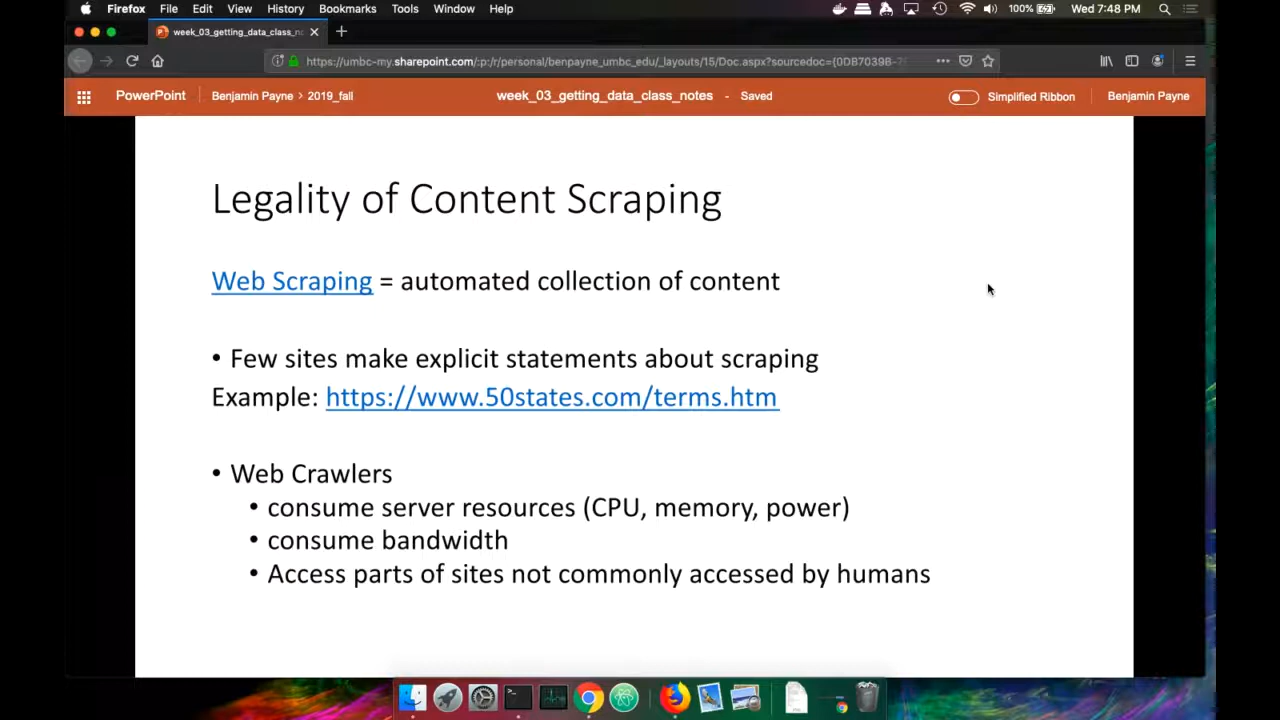 Firefox File Edit View History Bookmarks Tools Window Help 100% Wed 7:48 PM
week_03_getting_data_class_no
https://umbc-my.sharepoint.com/:p:/r/personal/benpayne_umbc_edu/_layouts/15/Doc.aspx?sourcedoc={0DB7039B-
PowerPoint Benjamin Payne > 2019_fall week_03_getting_data_class_notes - Saved Simplified Ribbon Benjamin Payne
Legality of Content Scraping
Web Scraping = automated collection of content
• Few sites make explicit statements about scraping
Example: https://www.50states.com/terms.htm
• Web Crawlers
• consume server resources (CPU, memory, power)
• consume bandwidth
• Access parts of sites not commonly accessed by humans